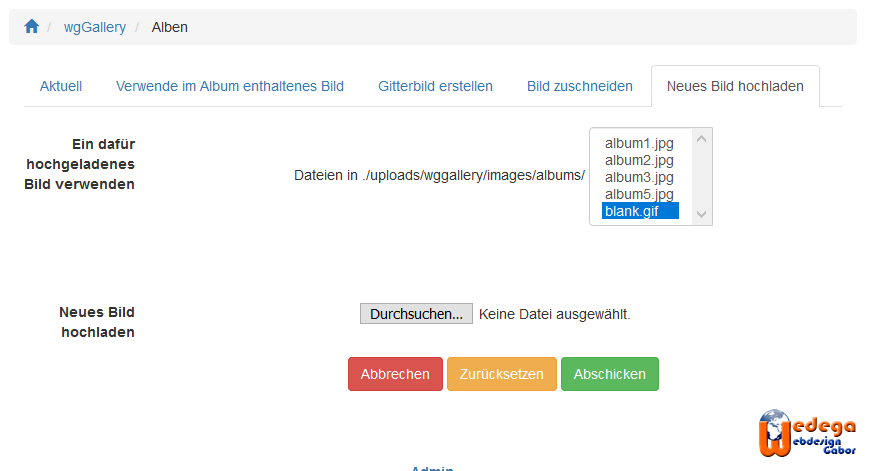 / wgGallery / Alben
Aktuell Verwende im Album enthaltenes Bild Gitterbild erstellen Bild zuschneiden Neues Bild hochladen
Ein dafür
hochgeladenes
Bild verwenden
Dateien in ./uploads/wggallery/images/albums/
album1.jpg
album2.jpg
album3.jpg
album5.jpg
blank.gif
Neues Bild
hochladen
Durchsuchen... Keine Datei ausgewählt.
Abbrechen Zurücksetzen Abschicken
Wedega
Webdesign
Gabor
Admin